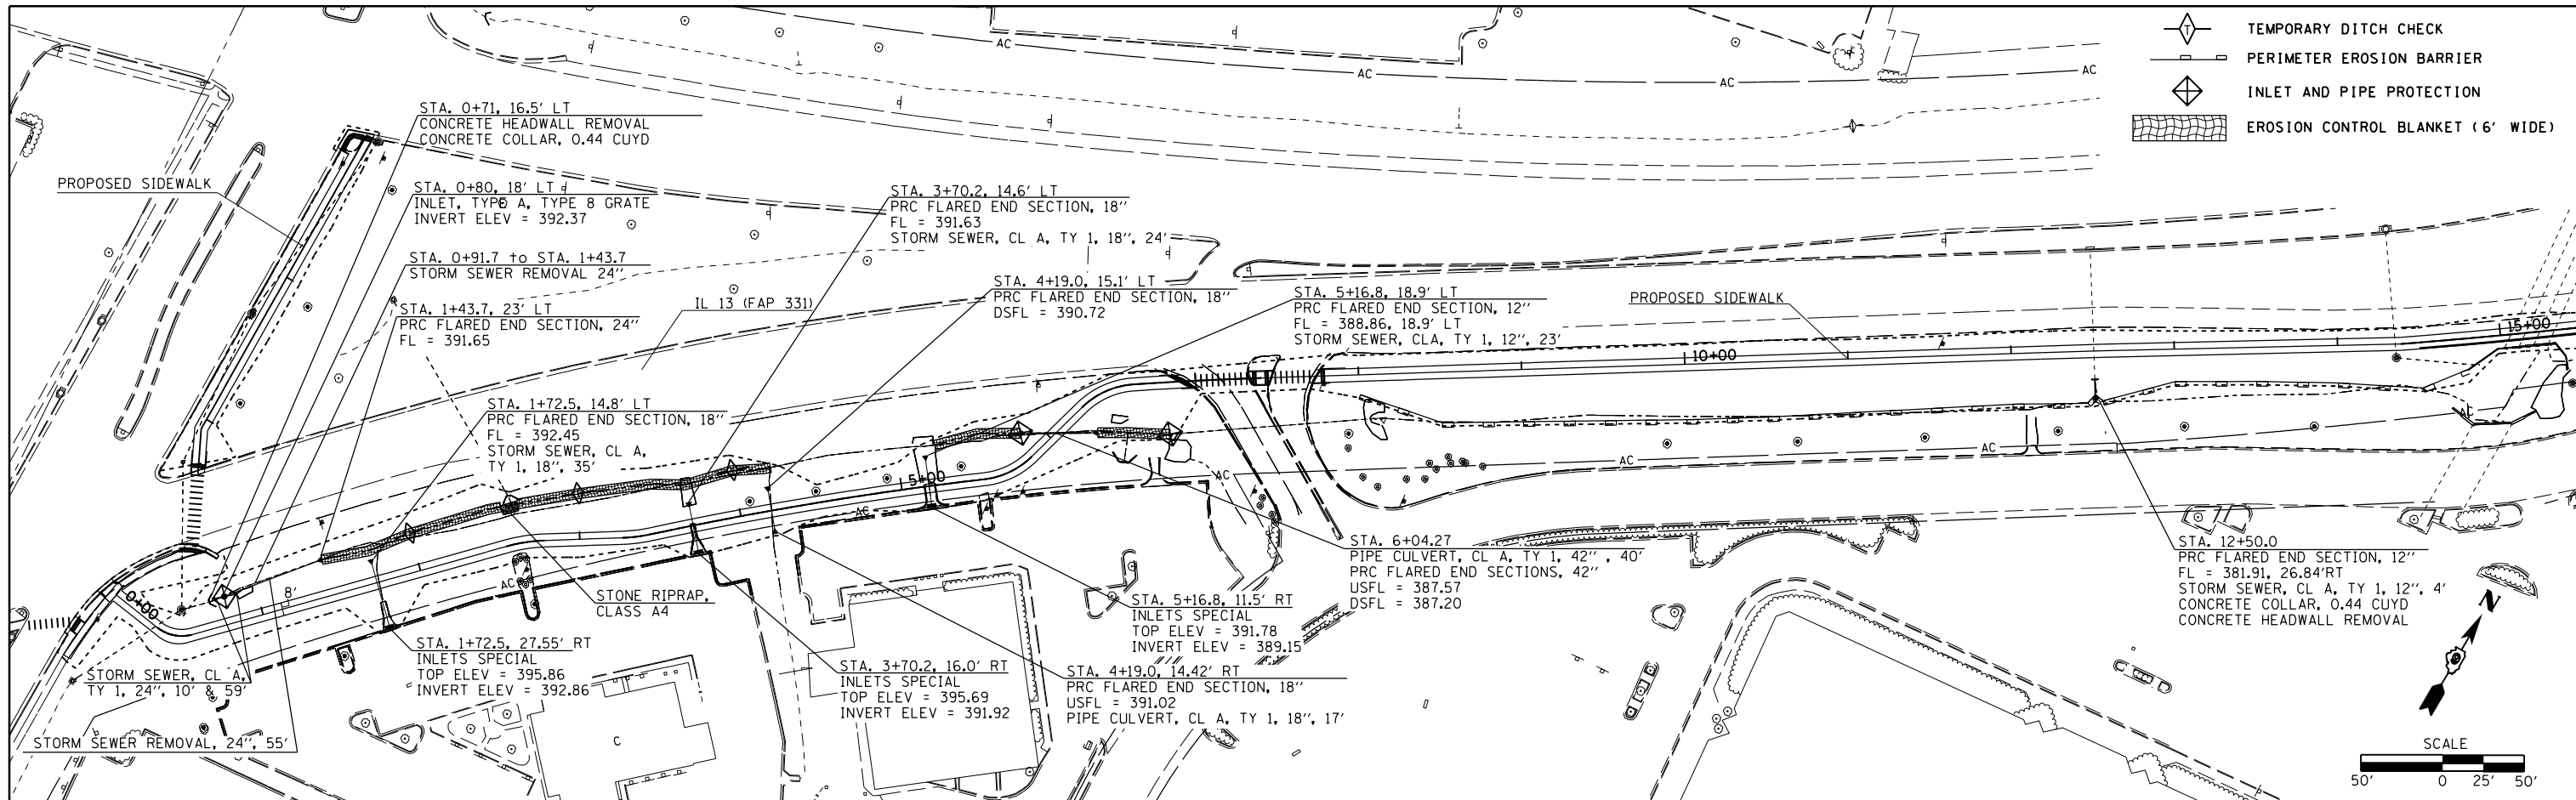 TEMPORARY DITCH CHECK
PERIMETER EROSION BARRIER
INLET AND PIPE PROTECTION
EROSION CONTROL BLANKET (6' WIDE)
T
AC
AC
AC
AC
STA. 0+71, 16.5' LT
CONCRETE HEADWALL REMOVAL
CONCRETE COLLAR, 0.44 CUYD
PROPOSED SIDEWALK
STA. 0+80, 18' LT
INLET, TYPE A, TYPE 8 GRATE
INVERT ELEV = 392.37
STA. 0+91.7 to STA. 1+43.7
STORM SEWER REMOVAL 24''
STA. 1+43.7, 23' LT
PRC FLARED END SECTION, 24''
FL = 391.65
STA. 1+72.5, 14.8' LT
PRC FLARED END SECTION, 18''
FL = 392.45
STORM SEWER, CL A,
TY 1, 18'', 35'
IL 13 (FAP 331)
STA. 3+70.2, 14.6' LT
PRC FLARED END SECTION, 18''
FL = 391.63
STORM SEWER, CL A, TY 1, 18'', 24'
STA. 4+19.0, 15.1' LT
PRC FLARED END SECTION, 18''
DSFL = 390.72
STA. 5+16.8, 18.9' LT
PRC FLARED END SECTION, 12''
FL = 388.86, 18.9' LT
STORM SEWER, CLA, TY 1, 12'', 23'
PROPOSED SIDEWALK
10+00
15+00
5+00
0+00
8'
AC
AC
AC
AC
AC
AC
STONE RIPRAP,
CLASS A4
STORM SEWER, CL A,
TY 1, 24'', 10' & 59'
STORM SEWER REMOVAL, 24'', 55'
STA. 1+72.5, 27.55' RT
INLETS SPECIAL
TOP ELEV = 395.86
INVERT ELEV = 392.86
C
STA. 3+70.2, 16.0' RT
INLETS SPECIAL
TOP ELEV = 395.69
INVERT ELEV = 391.92
STA. 5+16.8, 11.5' RT
INLETS SPECIAL
TOP ELEV = 391.78
INVERT ELEV = 389.15
STA. 4+19.0, 14.42' RT
PRC FLARED END SECTION, 18''
USFL = 391.02
PIPE CULVERT, CL A, TY 1, 18'', 17'
STA. 6+04.27
PIPE CULVERT, CL A, TY 1, 42'', 40'
PRC FLARED END SECTIONS, 42''
USFL = 387.57
DSFL = 387.20
STA. 12+50.0
PRC FLARED END SECTION, 12''
FL = 381.91, 26.84'RT
STORM SEWER, CL A, TY 1, 12'', 4'
CONCRETE COLLAR, 0.44 CUYD
CONCRETE HEADWALL REMOVAL
N
SCALE
50' 0 25' 50'